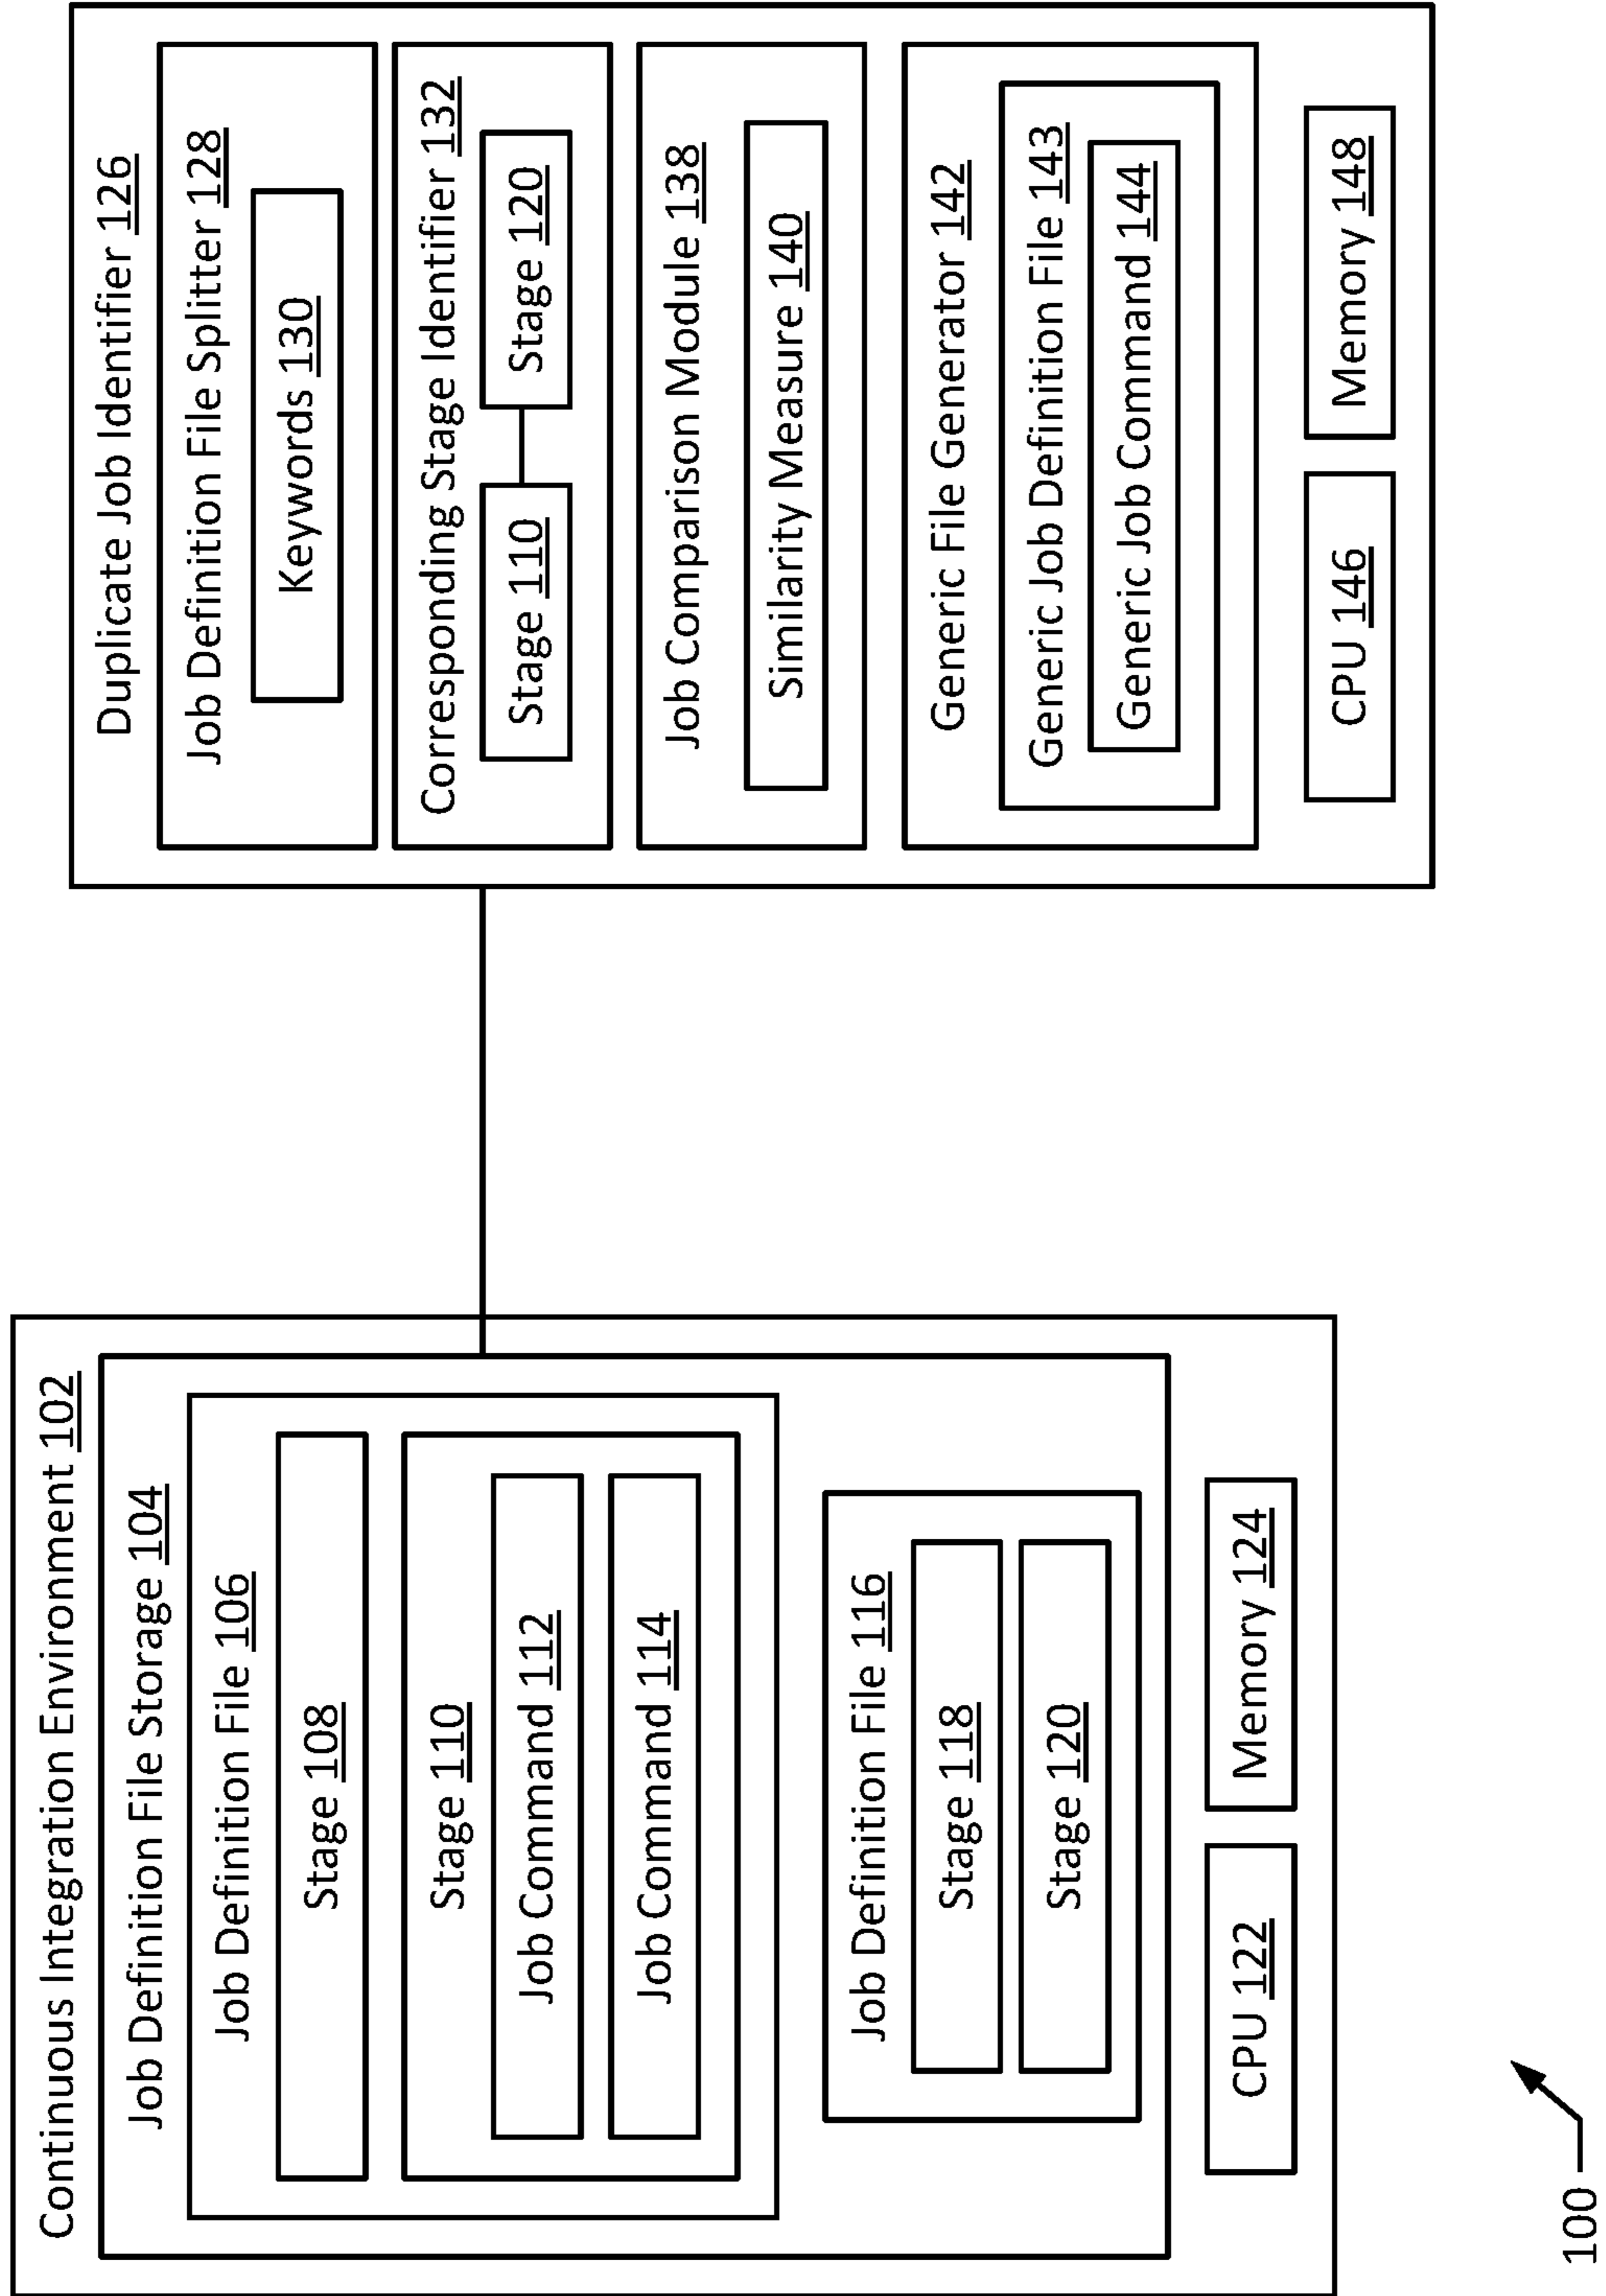 Continuous Integration Environment 102
Job Definition File Storage 104
Job Definition File 106
Stage 108
Stage 110
Job Command 112
Job Command 114
Job Definition File 116
Stage 118
Stage 120
CPU 122
Memory 124
Duplicate Job Identifier 126
Job Definition File Splitter 128
Keywords 130
Corresponding Stage Identifier 132
Stage 110
Stage 120
Job Comparison Module 138
Similarity Measure 140
Generic File Generator 142
Generic Job Definition File 143
Generic Job Command 144
CPU 146
Memory 148
100